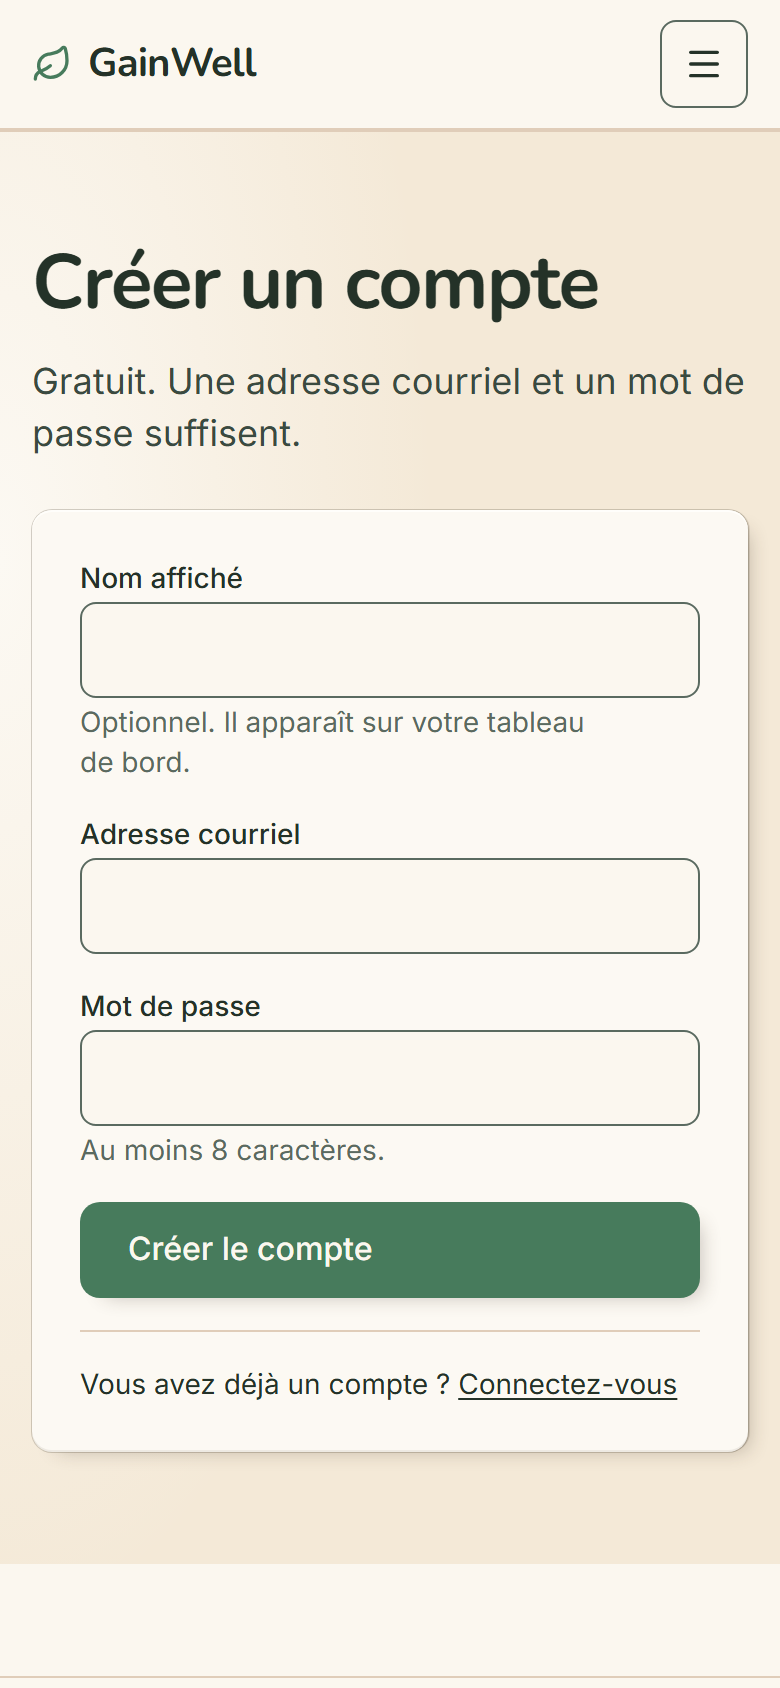 GainWell
Créer un compte
Gratuit. Une adresse courriel et un mot de
passe suffisent.
Nom affiché
Optionnel. Il apparaît sur votre tableau
de bord.
Adresse courriel
Mot de passe
Au moins 8 caractères.
Créer le compte
Vous avez déjà un compte ? Connectez-vous